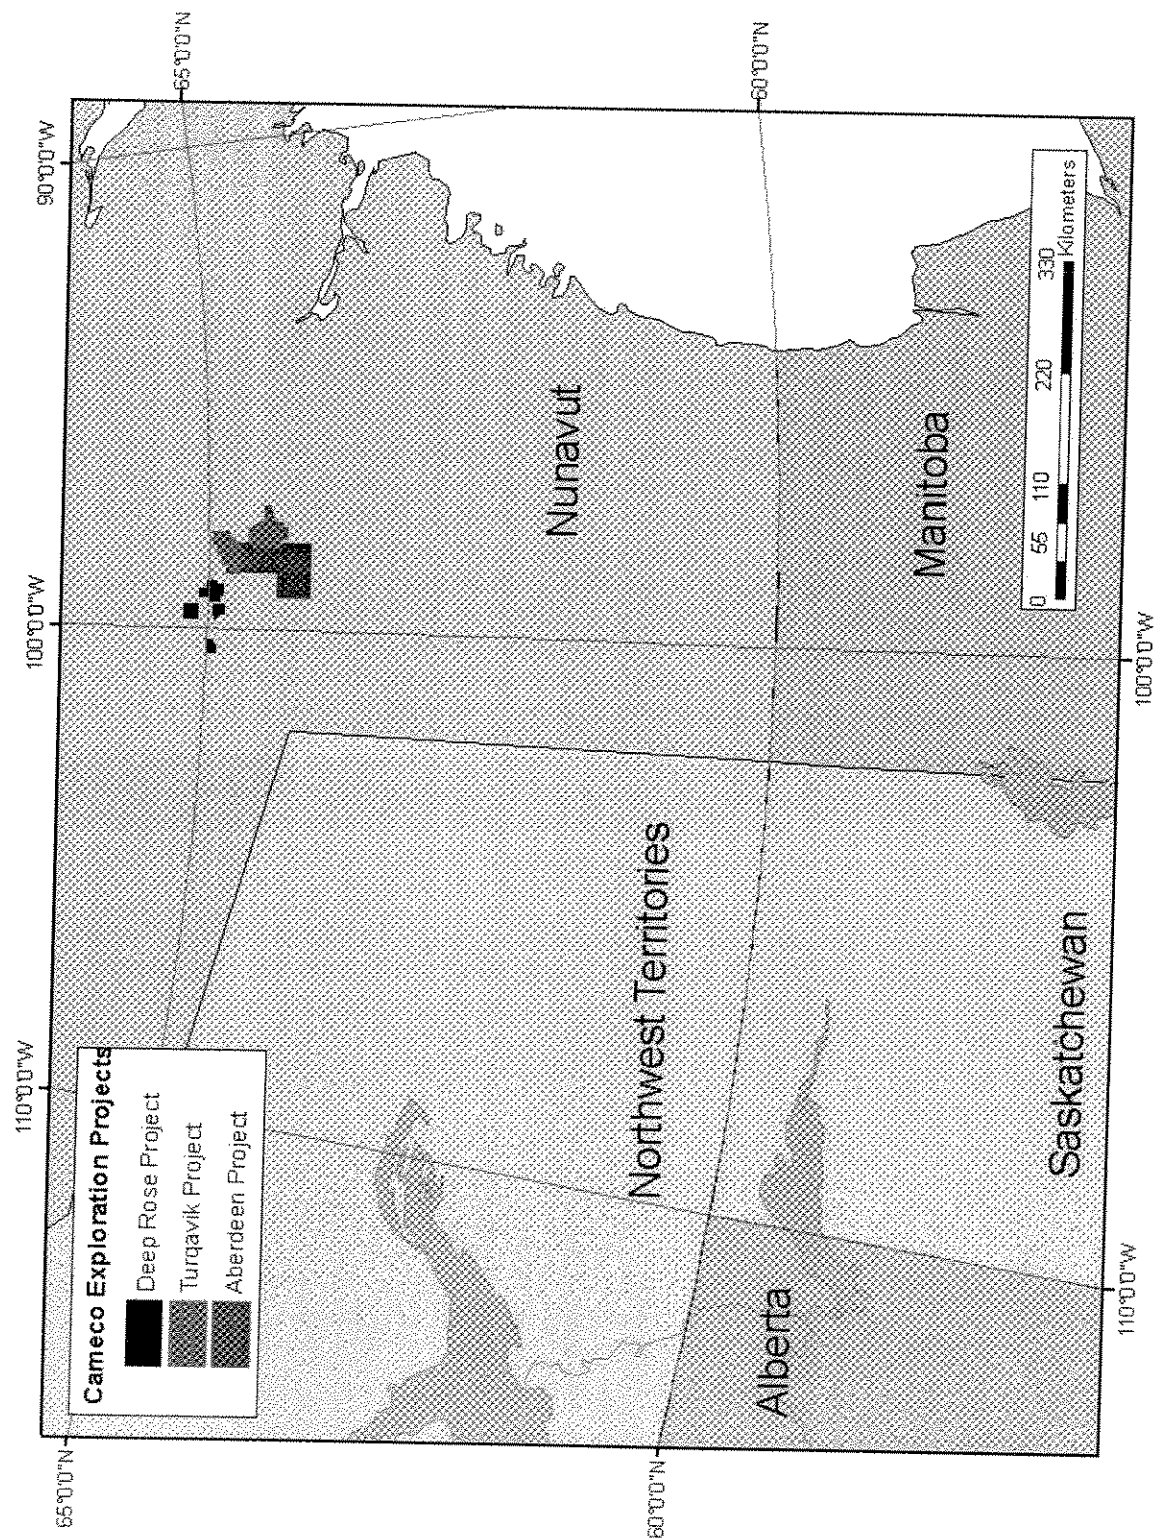 110°0'0"W
100°0'0"W
90°0'0"W
65°0'0"N
65°0'0"N
Cameco Exploration Projects
Deep Rose Project
Turqavik Project
Aberdeen Project
Nunavut
Northwest Territories
60°0'0"N
60°0'0"N
Alberta
Manitoba
Saskatchewan
0 55 110 220 330
Kilometers
110°0'0"W
100°0'0"W